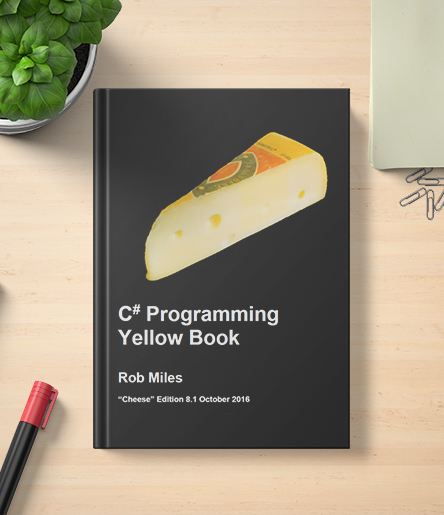 C# Programming
Yellow Book
Rob Miles
“Cheese” Edition 8.1 October 2016